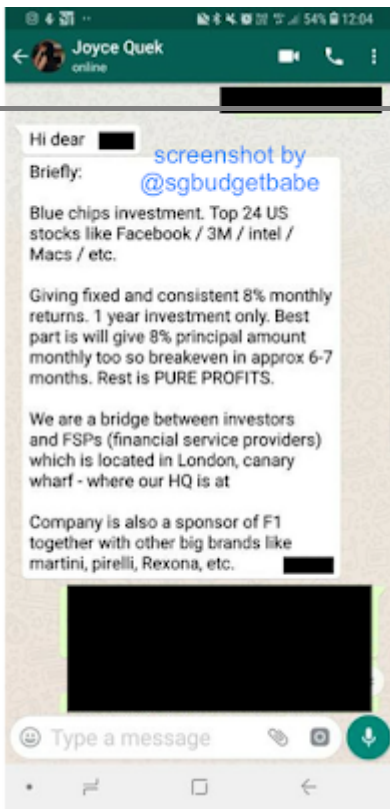 54% 12:04
Joyce Quek
online
Hi dear
screenshot by
@sgbudgetbabe
Briefly:
Blue chips investment. Top 24 US
stocks like Facebook / 3M / intel /
Macs / etc.
Giving fixed and consistent 8% monthly
returns. 1 year investment only. Best
part is will give 8% principal amount
monthly too so breakeven in approx 6-7
months. Rest is PURE PROFITS.
We are a bridge between investors
and FSPs (financial service providers)
which is located in London, canary
wharf - where our HQ is at
Company is also a sponsor of F1
together with other big brands like
martini, pirelli, Rexona, etc.
Type a message